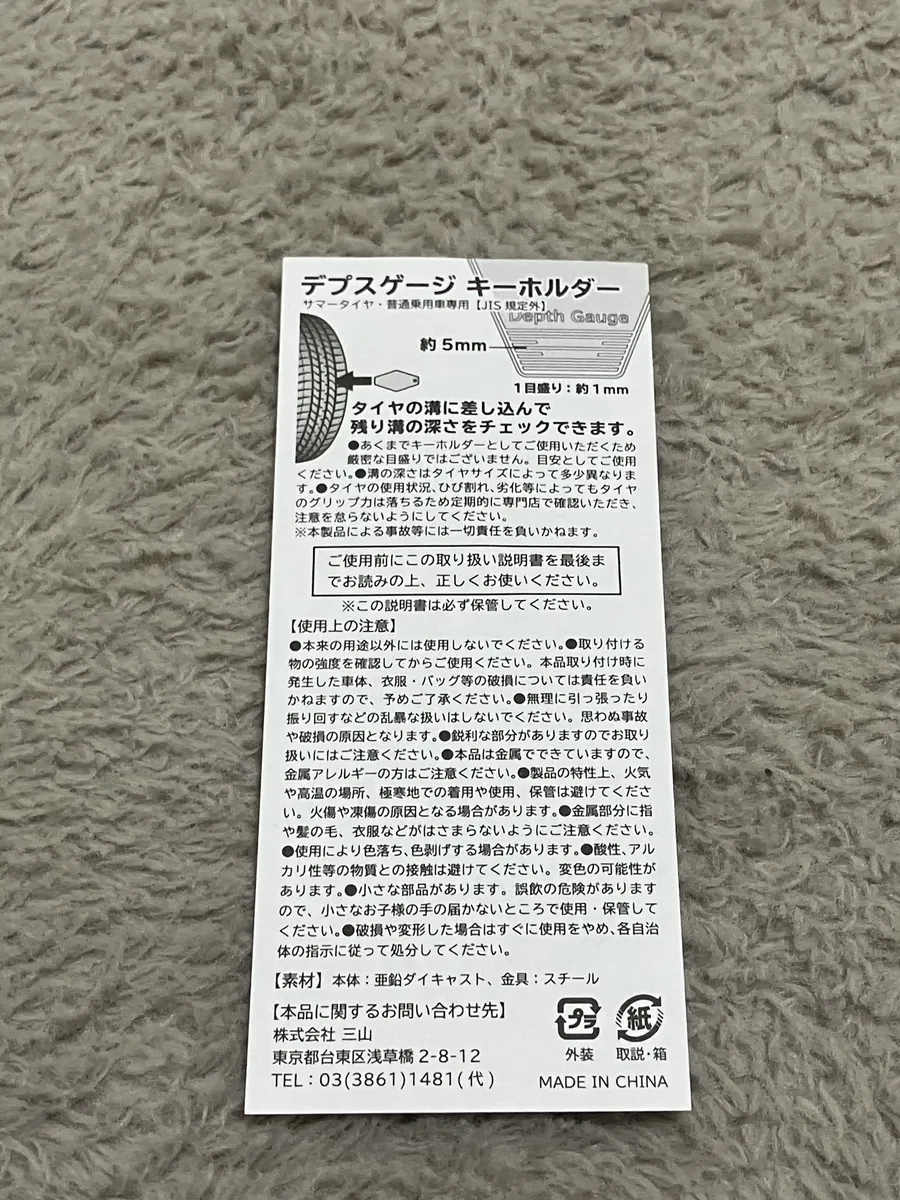 デプスゲージ キーホルダー
サマータイヤ・普通乗用車専用【JIS 規定外】
Depth Gauge
約5mm
1目盛り：約1mm
タイヤの溝に差し込んで
残り溝の深さをチェックできます。
●あくまでキーホルダーとしてご使用いただくため
厳密な目盛りではございません。目安としてご使用
ください。●溝の深さはタイヤサイズによって多少異なりま
す。●タイヤの使用状況、ひび割れ、劣化等によってもタイヤ
のグリップ力は落ちるため定期的に専門店で確認いただき、
注意を怠らないようにしてください。
※本製品による事故等には一切責任を負いかねます。
ご使用前にこの取り扱い説明書を最後ま
でお読みの上、正しくお使いください。
※この説明書は必ず保管してください。
【使用上の注意】
●本来の用途以外には使用しないでください。●取り付ける
物の強度を確認してからご使用ください。本品取り付け時に
発生した車体、衣服・バッグ等の破損については責任を負い
かねますので、予めご了承ください。●無理に引っ張ったり
振り回すなどの乱暴な扱いはしないでください。思わぬ事故
や破損の原因となります。●鋭利な部分がありますのでお取り
扱いにはご注意ください。●本品は金属でできていますので、
金属アレルギーの方はご注意ください。●製品の特性上、火気
や高温の場所、極寒地での着用や使用、保管は避けてくださ
い。火傷や凍傷の原因となる場合があります。●金属部分に指
や髪の毛、衣服などがはさまらないようにご注意ください。
●使用により色落ち、色剥げする場合があります。●酸性、アル
カリ性等の物質との接触は避けてください。変色の可能性が
あります。●小さな部品があります。誤飲の危険があります
ので、小さなお子様の手の届かないところで使用・保管して
ください。●破損や変形した場合はすぐに使用をやめ、各自治
体の指示に従って処分してください。
【素材】本体：亜鉛ダイキャスト、金具：スチール
【本品に関するお問い合わせ先】
株式会社 三山
東京都台東区浅草橋2-8-12
TEL：03(3861)1481(代)
プラ
外装
紙
取説・箱
MADE IN CHINA